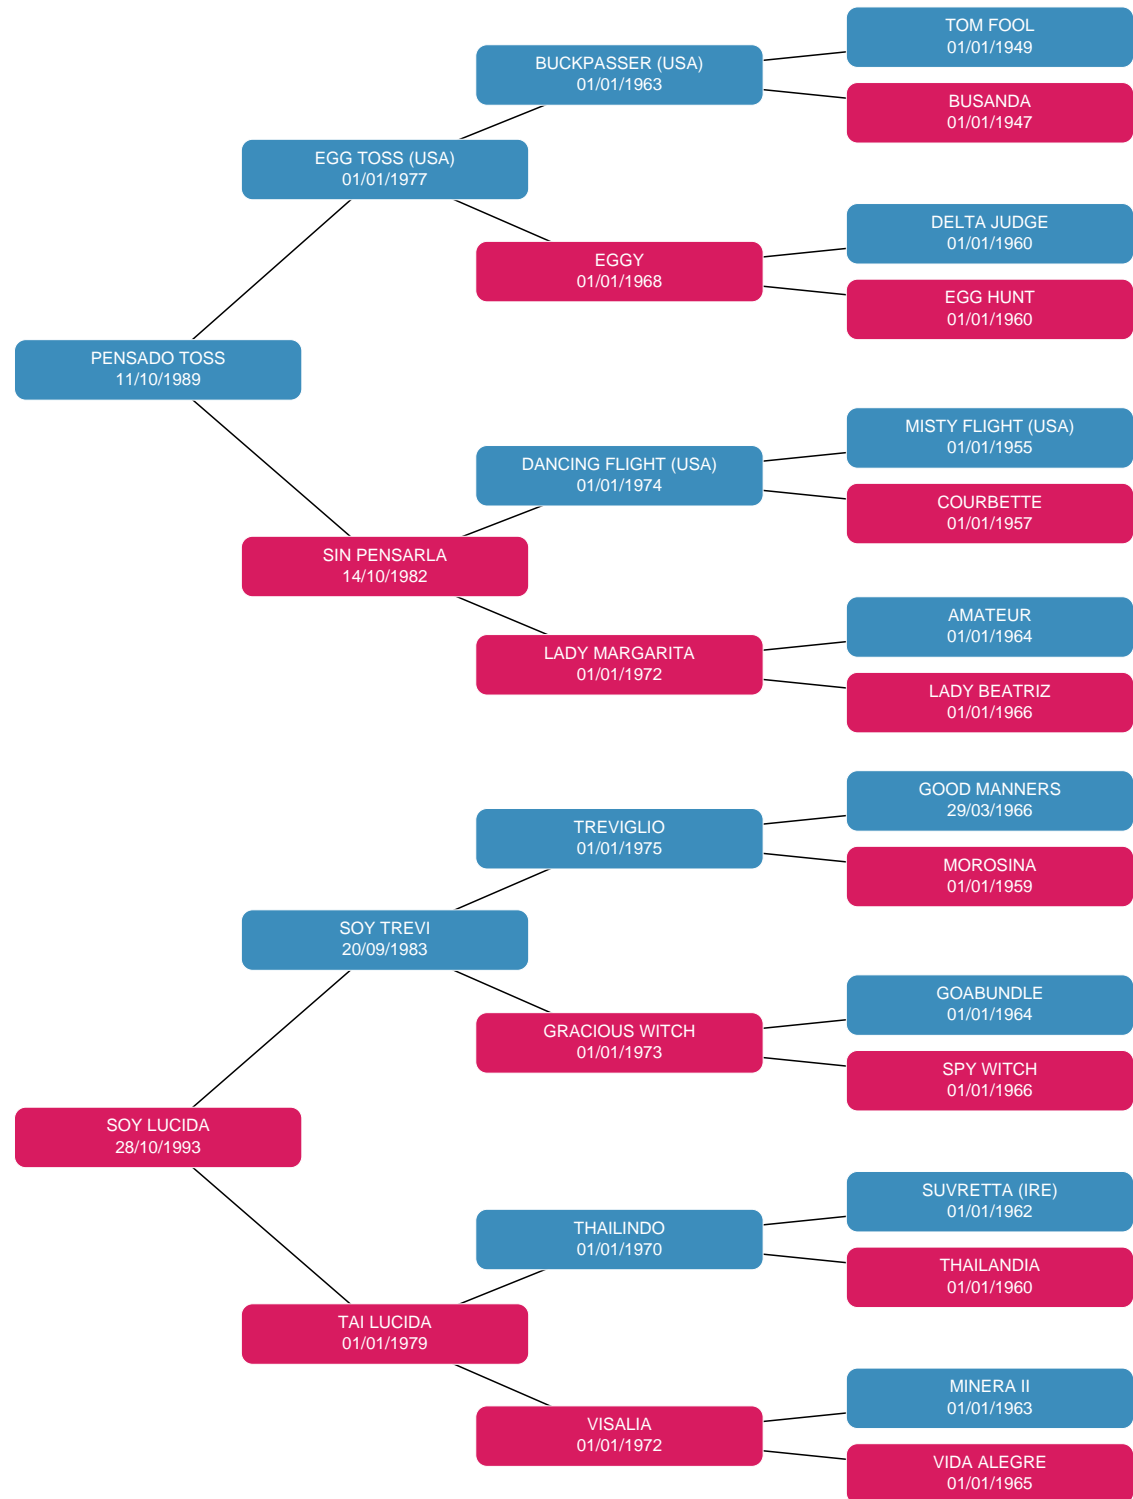 TOM FOOL
01/01/1949
BUCKPASSER (USA)
01/01/1963
BUSANDA
01/01/1947
EGG TOSS (USA)
01/01/1977
DELTA JUDGE
01/01/1960
EGGY
01/01/1968
EGG HUNT
01/01/1960
PENSADO TOSS
11/10/1989
MISTY FLIGHT (USA)
01/01/1955
DANCING FLIGHT (USA)
01/01/1974
COURBETTE
01/01/1957
SIN PENSARLA
14/10/1982
AMATEUR
01/01/1964
LADY MARGARITA
01/01/1972
LADY BEATRIZ
01/01/1966
GOOD MANNERS
29/03/1966
TREVIGLIO
01/01/1975
MOROSINA
01/01/1959
SOY TREVI
20/09/1983
GOABUNDLE
01/01/1964
GRACIOUS WITCH
01/01/1973
SPY WITCH
01/01/1966
SOY LUCIDA
28/10/1993
SUVRETTA (IRE)
01/01/1962
THAILINDO
01/01/1970
THAILANDIA
01/01/1960
TAI LUCIDA
01/01/1979
MINERA II
01/01/1963
VISALIA
01/01/1972
VIDA ALEGRE
01/01/1965